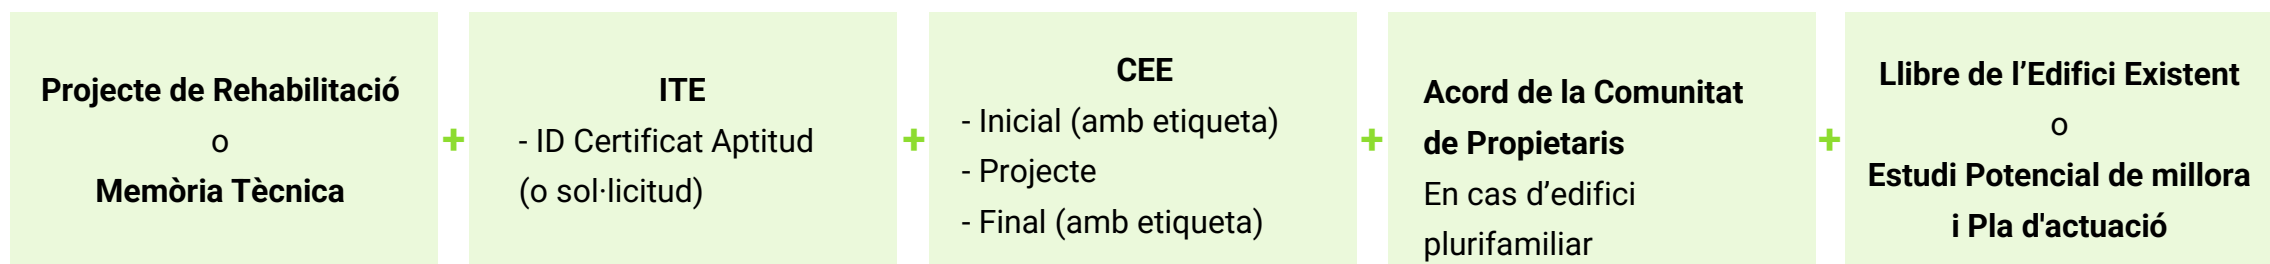 Projecte de Rehabilitació
o
Memòria Tècnica
+
ITE
- ID Certificat Aptitud
(o sol·licitud)
+
CEE
- Inicial (amb etiqueta)
- Projecte
- Final (amb etiqueta)
+
Acord de la Comunitat
de Propietaris
En cas d’edifici
plurifamiliar
+
Llibre de l’Edifici Existent
o
Estudi Potencial de millora
i Pla d'actuació